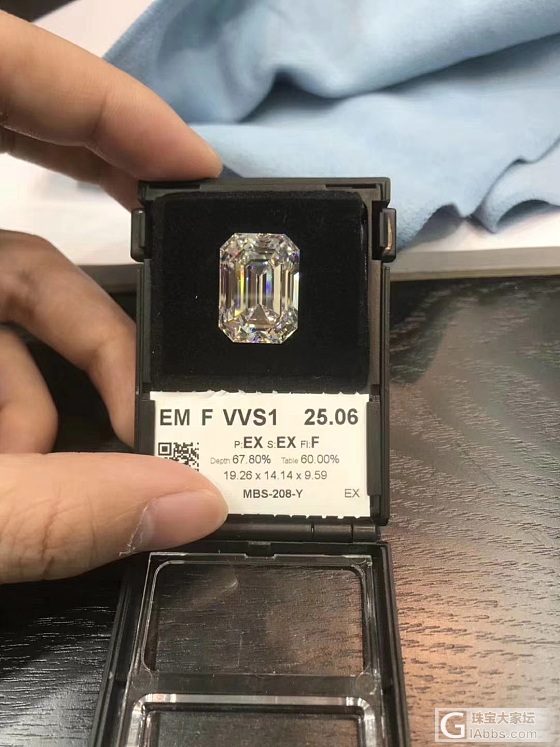 EM F VVS1 25.06
P:EX S:EX Fl:F
Depth 67.80% Table 60.00%
19.26 x 14.14 x 9.59
MBS-208-Y EX
G 珠宝大家坛
iAbbs.com